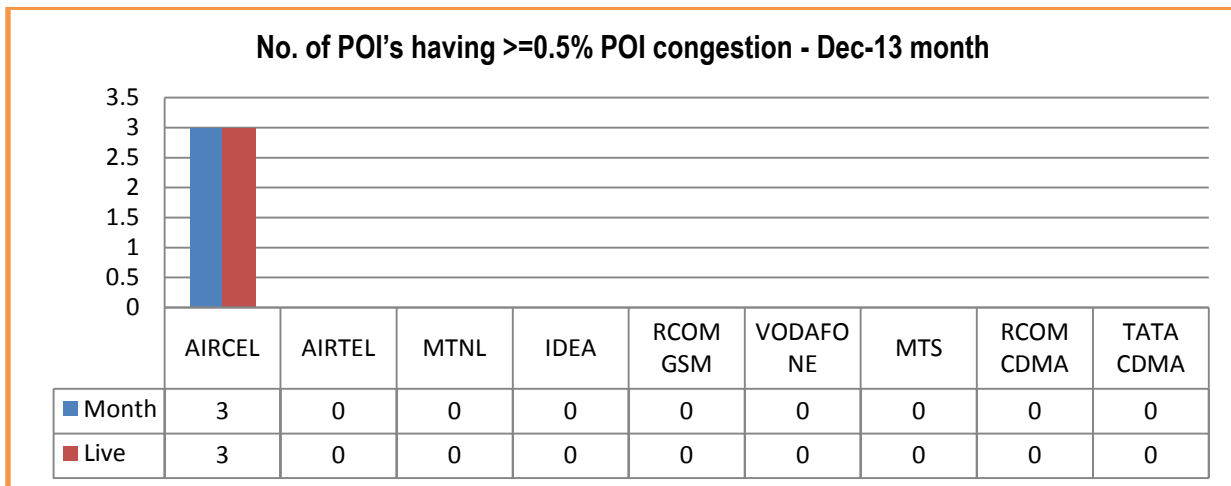 No. of POI's having >=0.5% POI congestion - Dec-13 month
3.5
3
2.5
2
1.5
1
0.5
0
AIRCEL AIRTEL MTNL IDEA RCOM GSM VODAFO NE MTS RCOM CDMA TATA CDMA
Month 3 0 0 0 0 0 0 0 0
Live 3 0 0 0 0 0 0 0 0